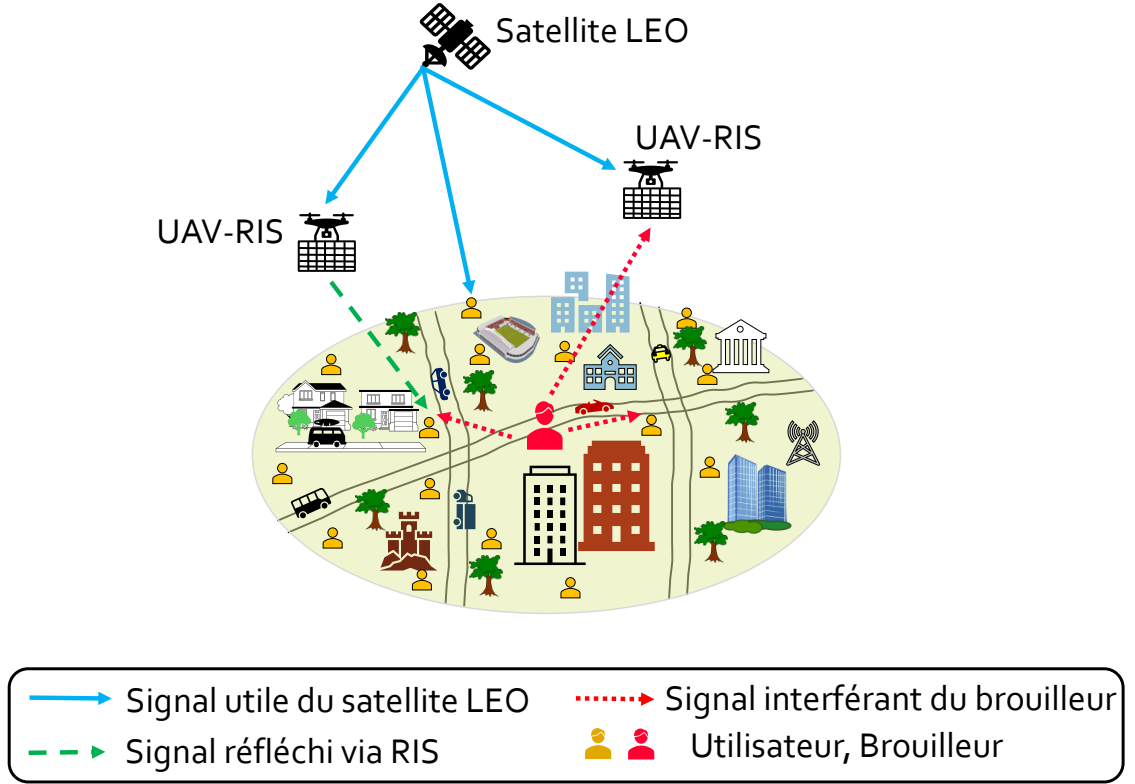 Satellite LEO
UAV-RIS
UAV-RIS
Signal utile du satellite LEO
Signal interférant du brouilleur
Signal réfléchi via RIS
Utilisateur, Brouilleur